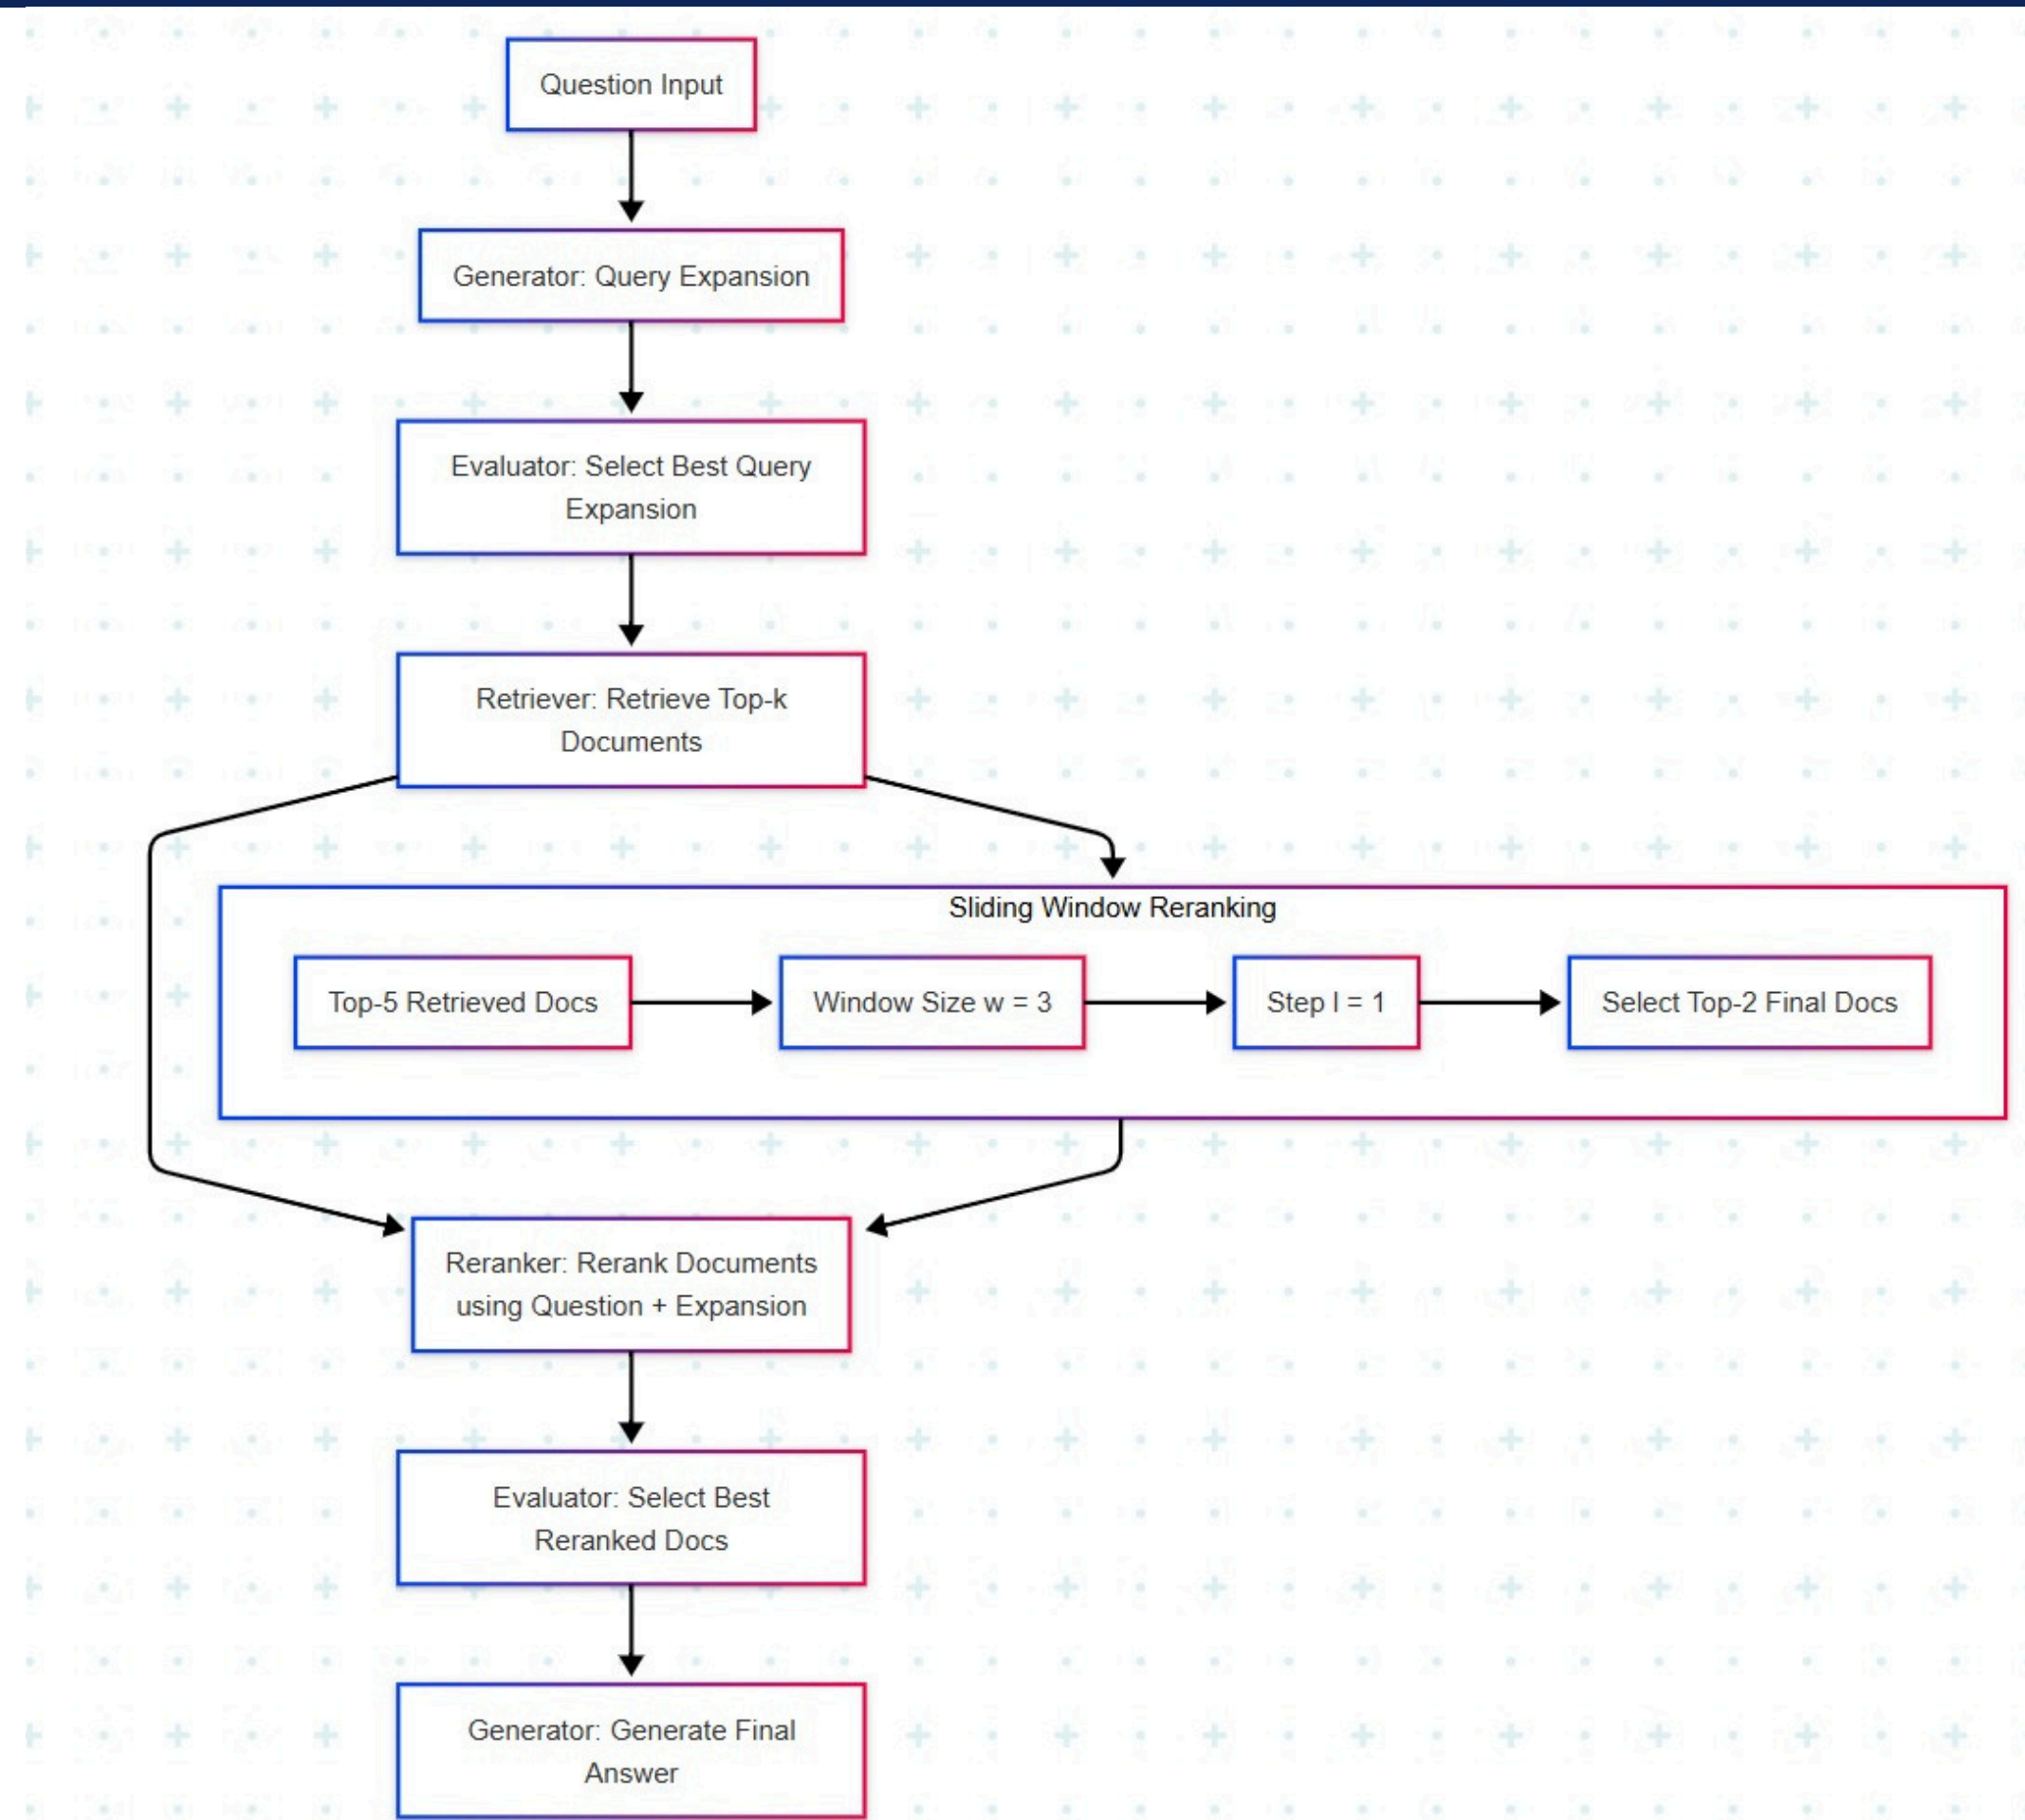 Question Input
Generator: Query Expansion
Evaluator: Select Best Query
Expansion
Retriever: Retrieve Top-k
Documents
Sliding Window Reranking
Top-5 Retrieved Docs
Window Size w = 3
Step l = 1
Select Top-2 Final Docs
Reranker: Rerank Documents
using Question + Expansion
Evaluator: Select Best
Reranked Docs
Generator: Generate Final
Answer